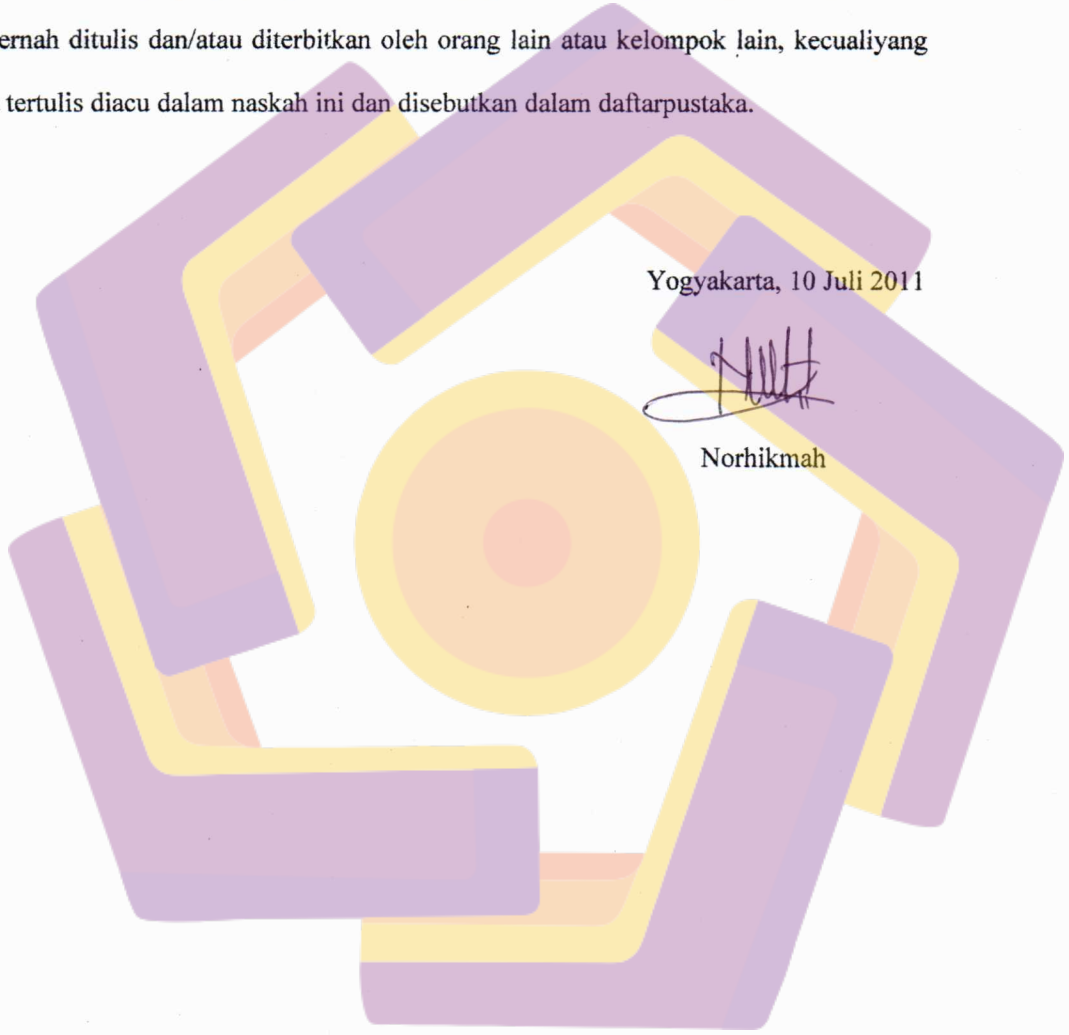 ernah ditulis dan/atau diterbitkan oleh orang lain atau kelompok lain, kecualiyang
tertulis diacu dalam naskah ini dan disebutkan dalam daftarpustaka.
Yogyakarta, 10 Juli 2011
Norhikmah